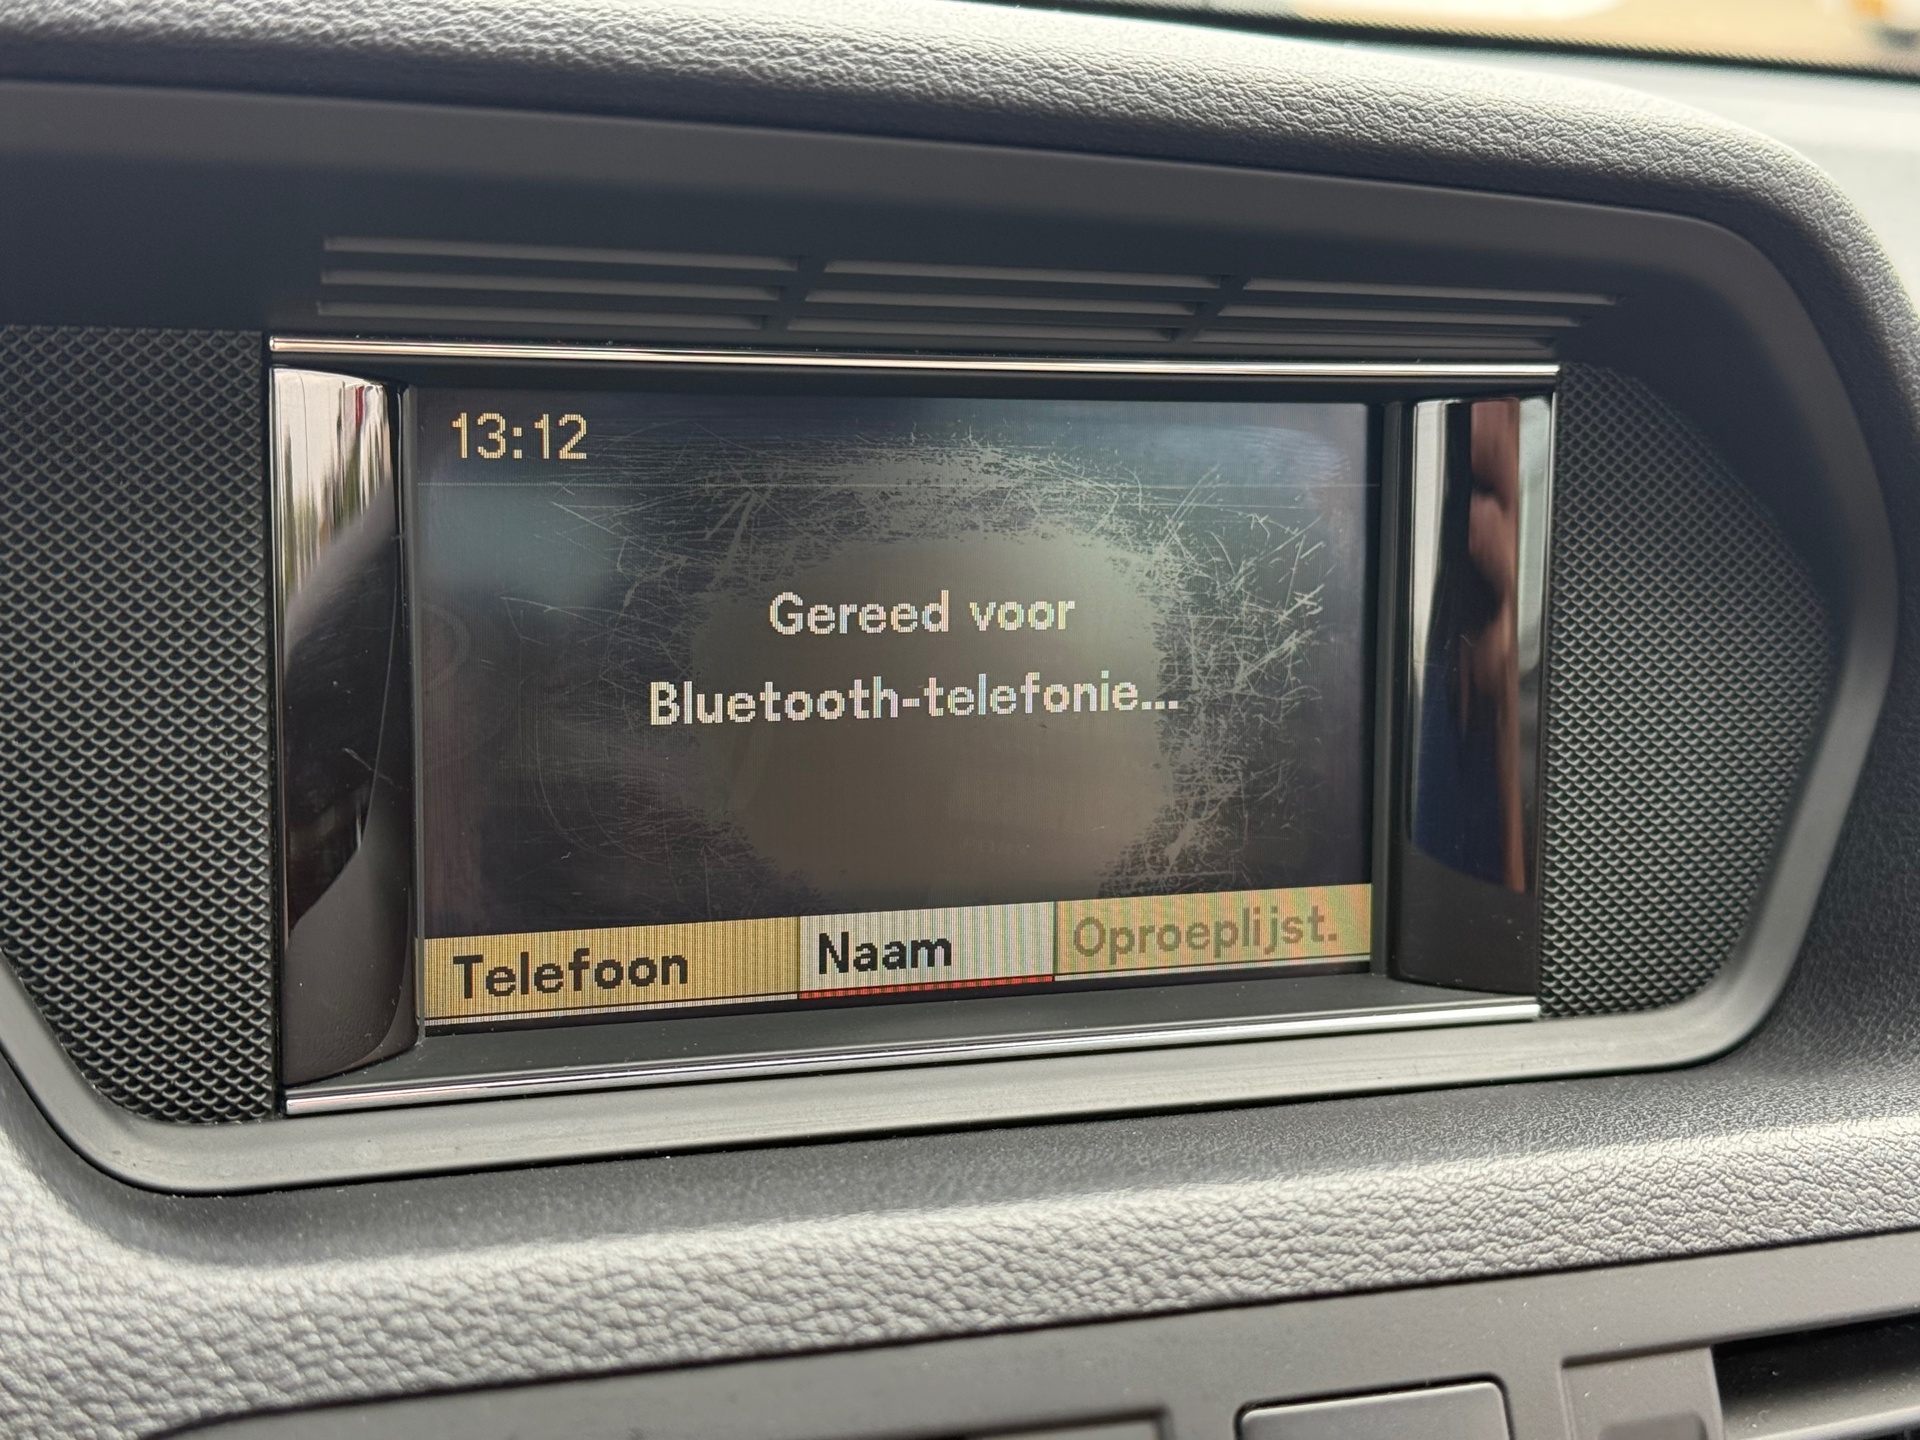 13:12
Gereed voor
Bluetooth-telefonie...
Telefoon Naam Oproeplijst.